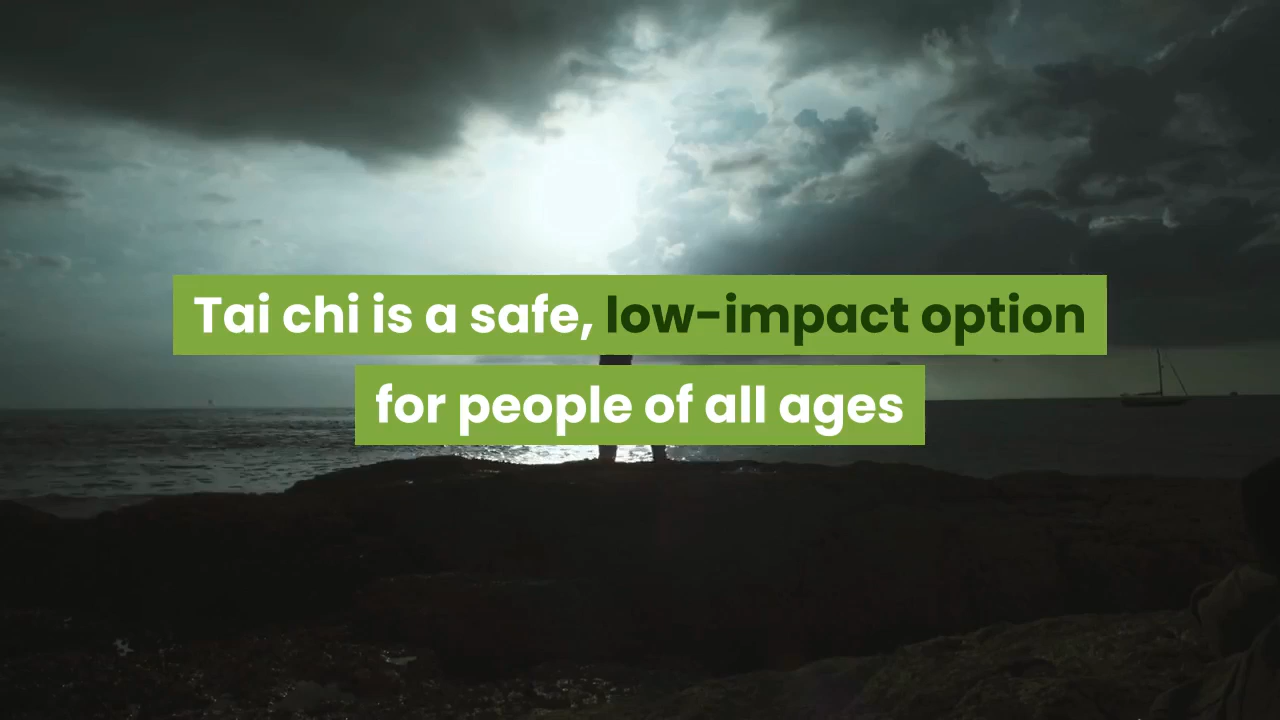 Tai chi is a safe, low-impact option
for people of all ages